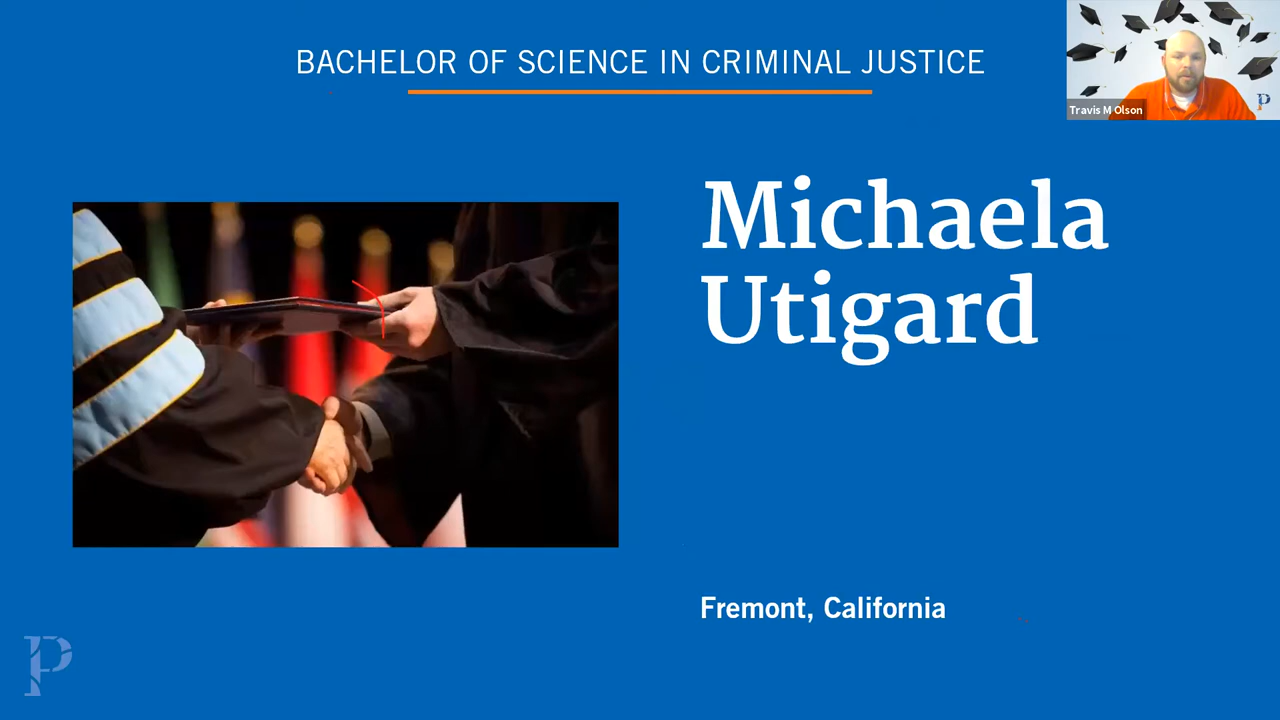 BACHELOR OF SCIENCE IN CRIMINAL JUSTICE
Travis M Olson
P
Michaela
Utigard
Fremont, California
P